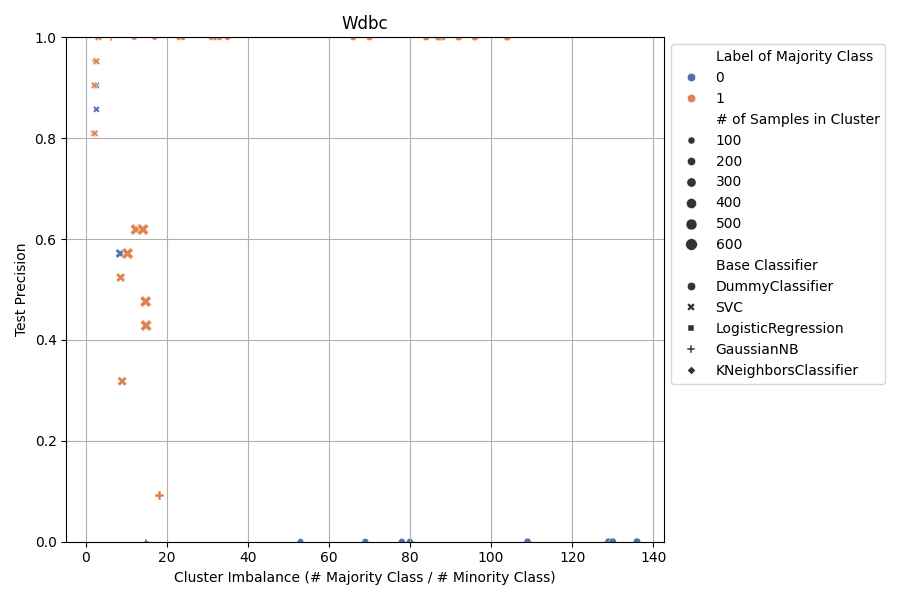 Wdbc
1.0
0.8
0.6
0.4
0.2
0.0
Test Precision
0 20 40 60 80 100 120 140
Cluster Imbalance (# Majority Class / # Minority Class)
Label of Majority Class
0
1
# of Samples in Cluster
100
200
300
400
500
600
Base Classifier
DummyClassifier
SVC
LogisticRegression
GaussianNB
KNeighborsClassifier